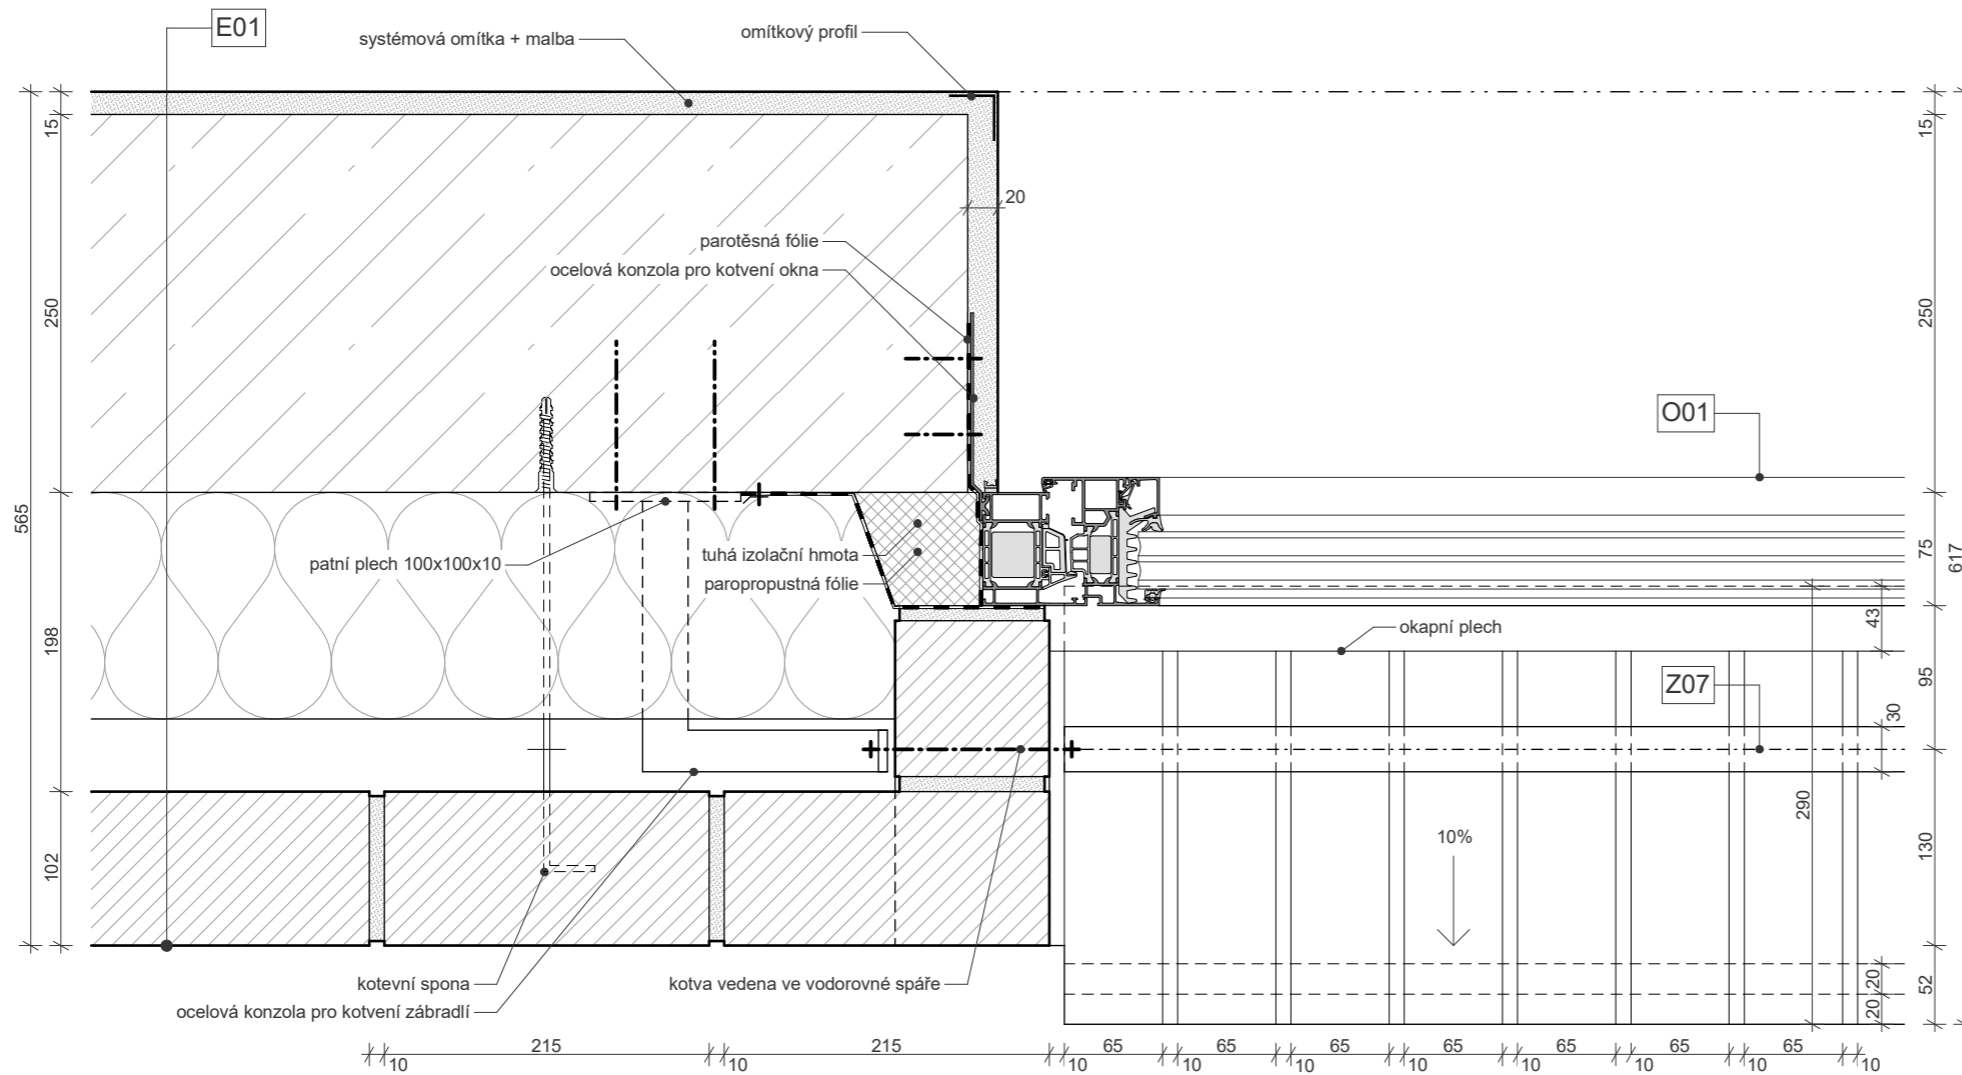 E01
systémová omítka + malba
omítkový profil
15
15
20
parotěsná fólie
ocelová konzola pro kotvení okna
250
250
O01
565
patní plech 100x100x10
tuhá izolační hmota
paropropustná fólie
75
617
43
okapní plech
198
95
Z07
30
290
10%
102
130
kotevní spona
kotva vedena ve vodorovné spáře
ocelová konzola pro kotvení zábradlí
20
20
52
215
215
65
65
65
65
65
65
65
10
10
10
10
10
10
10
10
10
10